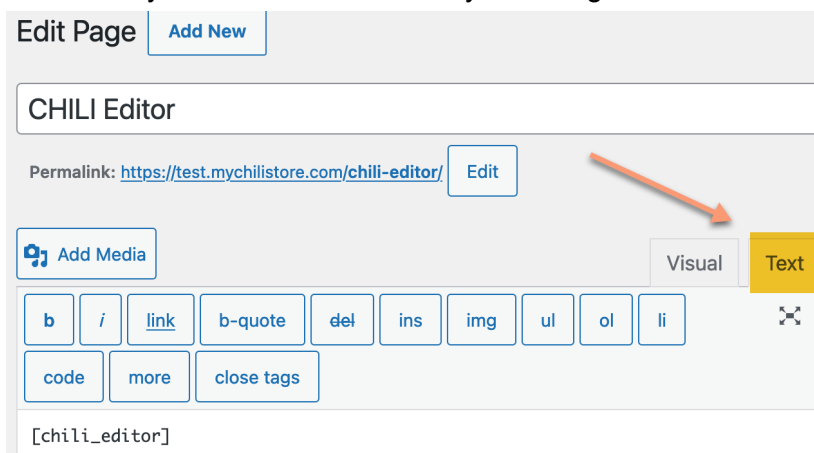 Edit Page Add New
CHILI Editor
Permalink: https://test.mychilistore.com/chili-editor/ Edit
Add Media Visual Text
b i link b-quote del ins img ul ol li
code more close tags
[chili_editor]